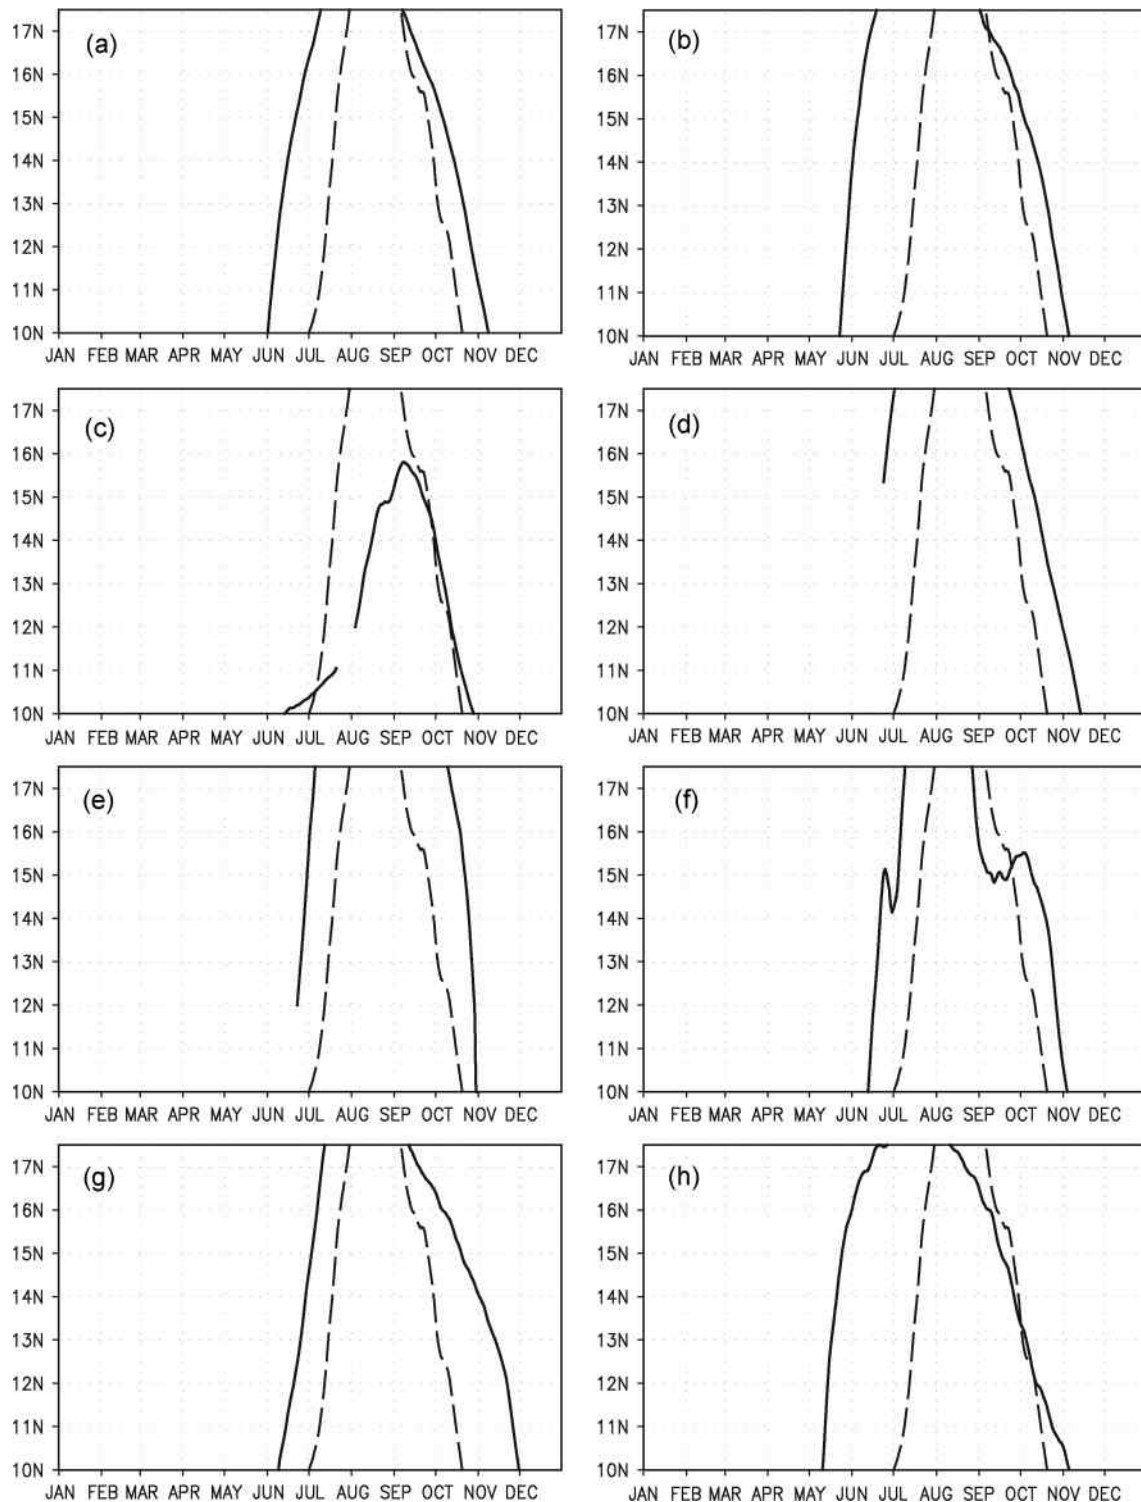 17N
(a)
16N
15N
14N
13N
12N
11N
10N
JAN FEB MAR APR MAY JUN JUL AUG SEP OCT NOV DEC
17N
(b)
16N
15N
14N
13N
12N
11N
10N
JAN FEB MAR APR MAY JUN JUL AUG SEP OCT NOV DEC
17N
(c)
16N
15N
14N
13N
12N
11N
10N
JAN FEB MAR APR MAY JUN JUL AUG SEP OCT NOV DEC
17N
(d)
16N
15N
14N
13N
12N
11N
10N
JAN FEB MAR APR MAY JUN JUL AUG SEP OCT NOV DEC
17N
(e)
16N
15N
14N
13N
12N
11N
10N
JAN FEB MAR APR MAY JUN JUL AUG SEP OCT NOV DEC
17N
(f)
16N
15N
14N
13N
12N
11N
10N
JAN FEB MAR APR MAY JUN JUL AUG SEP OCT NOV DEC
17N
(g)
16N
15N
14N
13N
12N
11N
10N
JAN FEB MAR APR MAY JUN JUL AUG SEP OCT NOV DEC
17N
(h)
16N
15N
14N
13N
12N
11N
10N
JAN FEB MAR APR MAY JUN JUL AUG SEP OCT NOV DEC